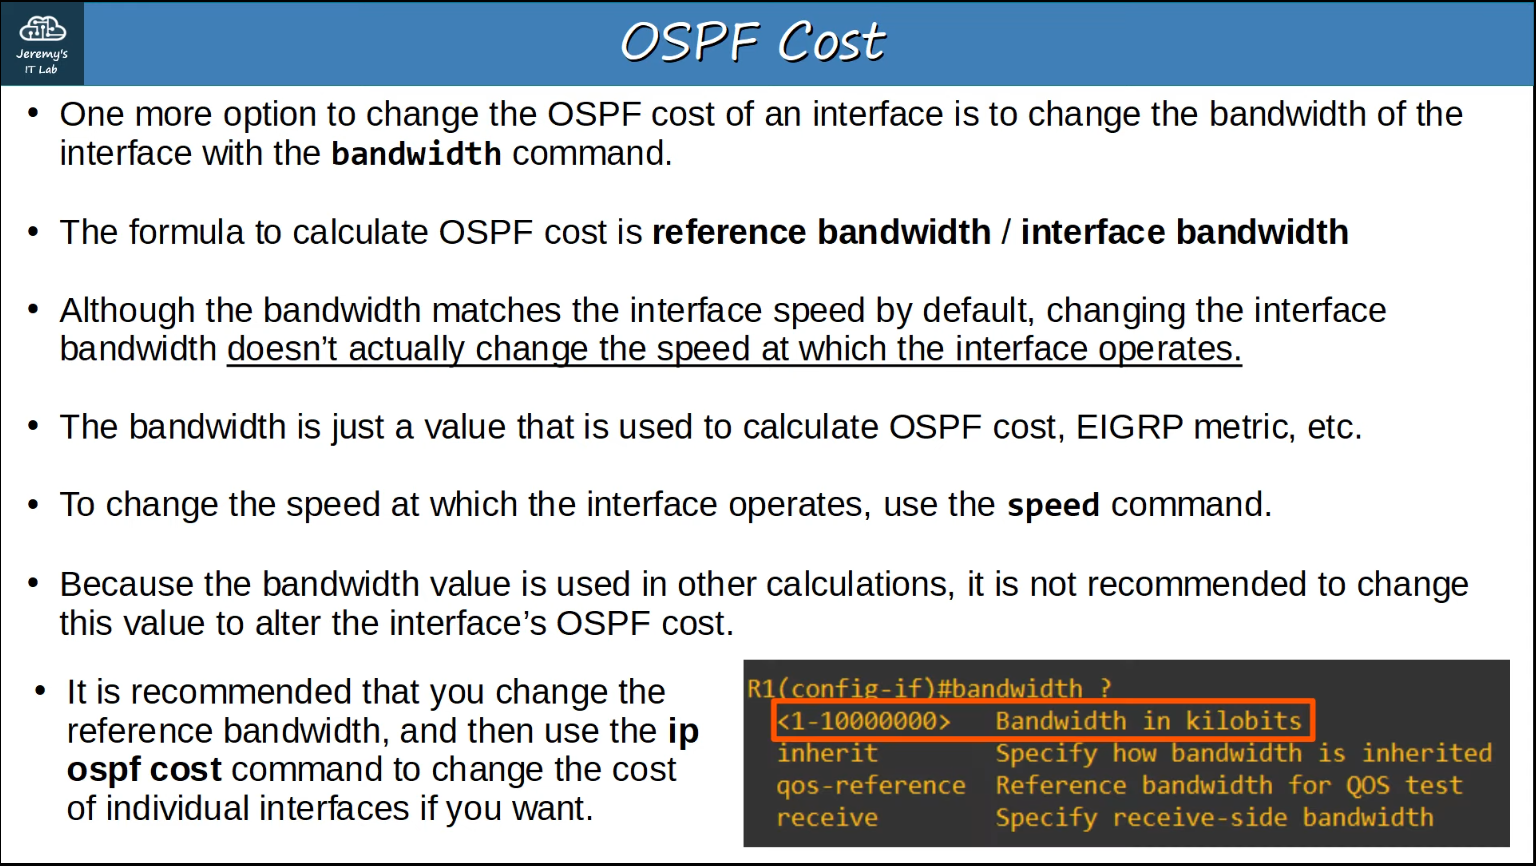 Jeremy's
IT Lab
OSPF Cost
• One more option to change the OSPF cost of an interface is to change the bandwidth of the
interface with the bandwidth command.
• The formula to calculate OSPF cost is reference bandwidth / interface bandwidth
• Although the bandwidth matches the interface speed by default, changing the interface
bandwidth doesn’t actually change the speed at which the interface operates.
• The bandwidth is just a value that is used to calculate OSPF cost, EIGRP metric, etc.
• To change the speed at which the interface operates, use the speed command.
• Because the bandwidth value is used in other calculations, it is not recommended to change
this value to alter the interface’s OSPF cost.
• It is recommended that you change the
reference bandwidth, and then use the ip
ospf cost command to change the cost
of individual interfaces if you want.
R1(config-if)#bandwidth ?
<1-10000000> Bandwidth in kilobits
inherit Specify how bandwidth is inherited
qos-reference Reference bandwidth for QOS test
receive Specify receive-side bandwidth